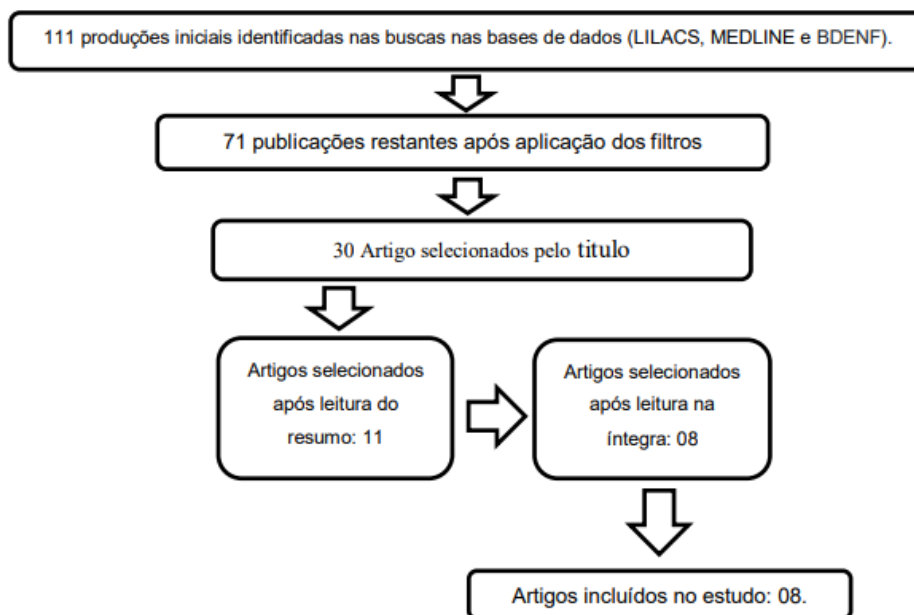 111 produções iniciais identificadas nas buscas nas bases de dados (LILACS, MEDLINE e BDENF).
71 publicações restantes após aplicação dos filtros
30 Artigo selecionados pelo titulo
Artigos selecionados
após leitura do
resumo: 11
Artigos selecionados
após leitura na
íntegra: 08
Artigos incluídos no estudo: 08.